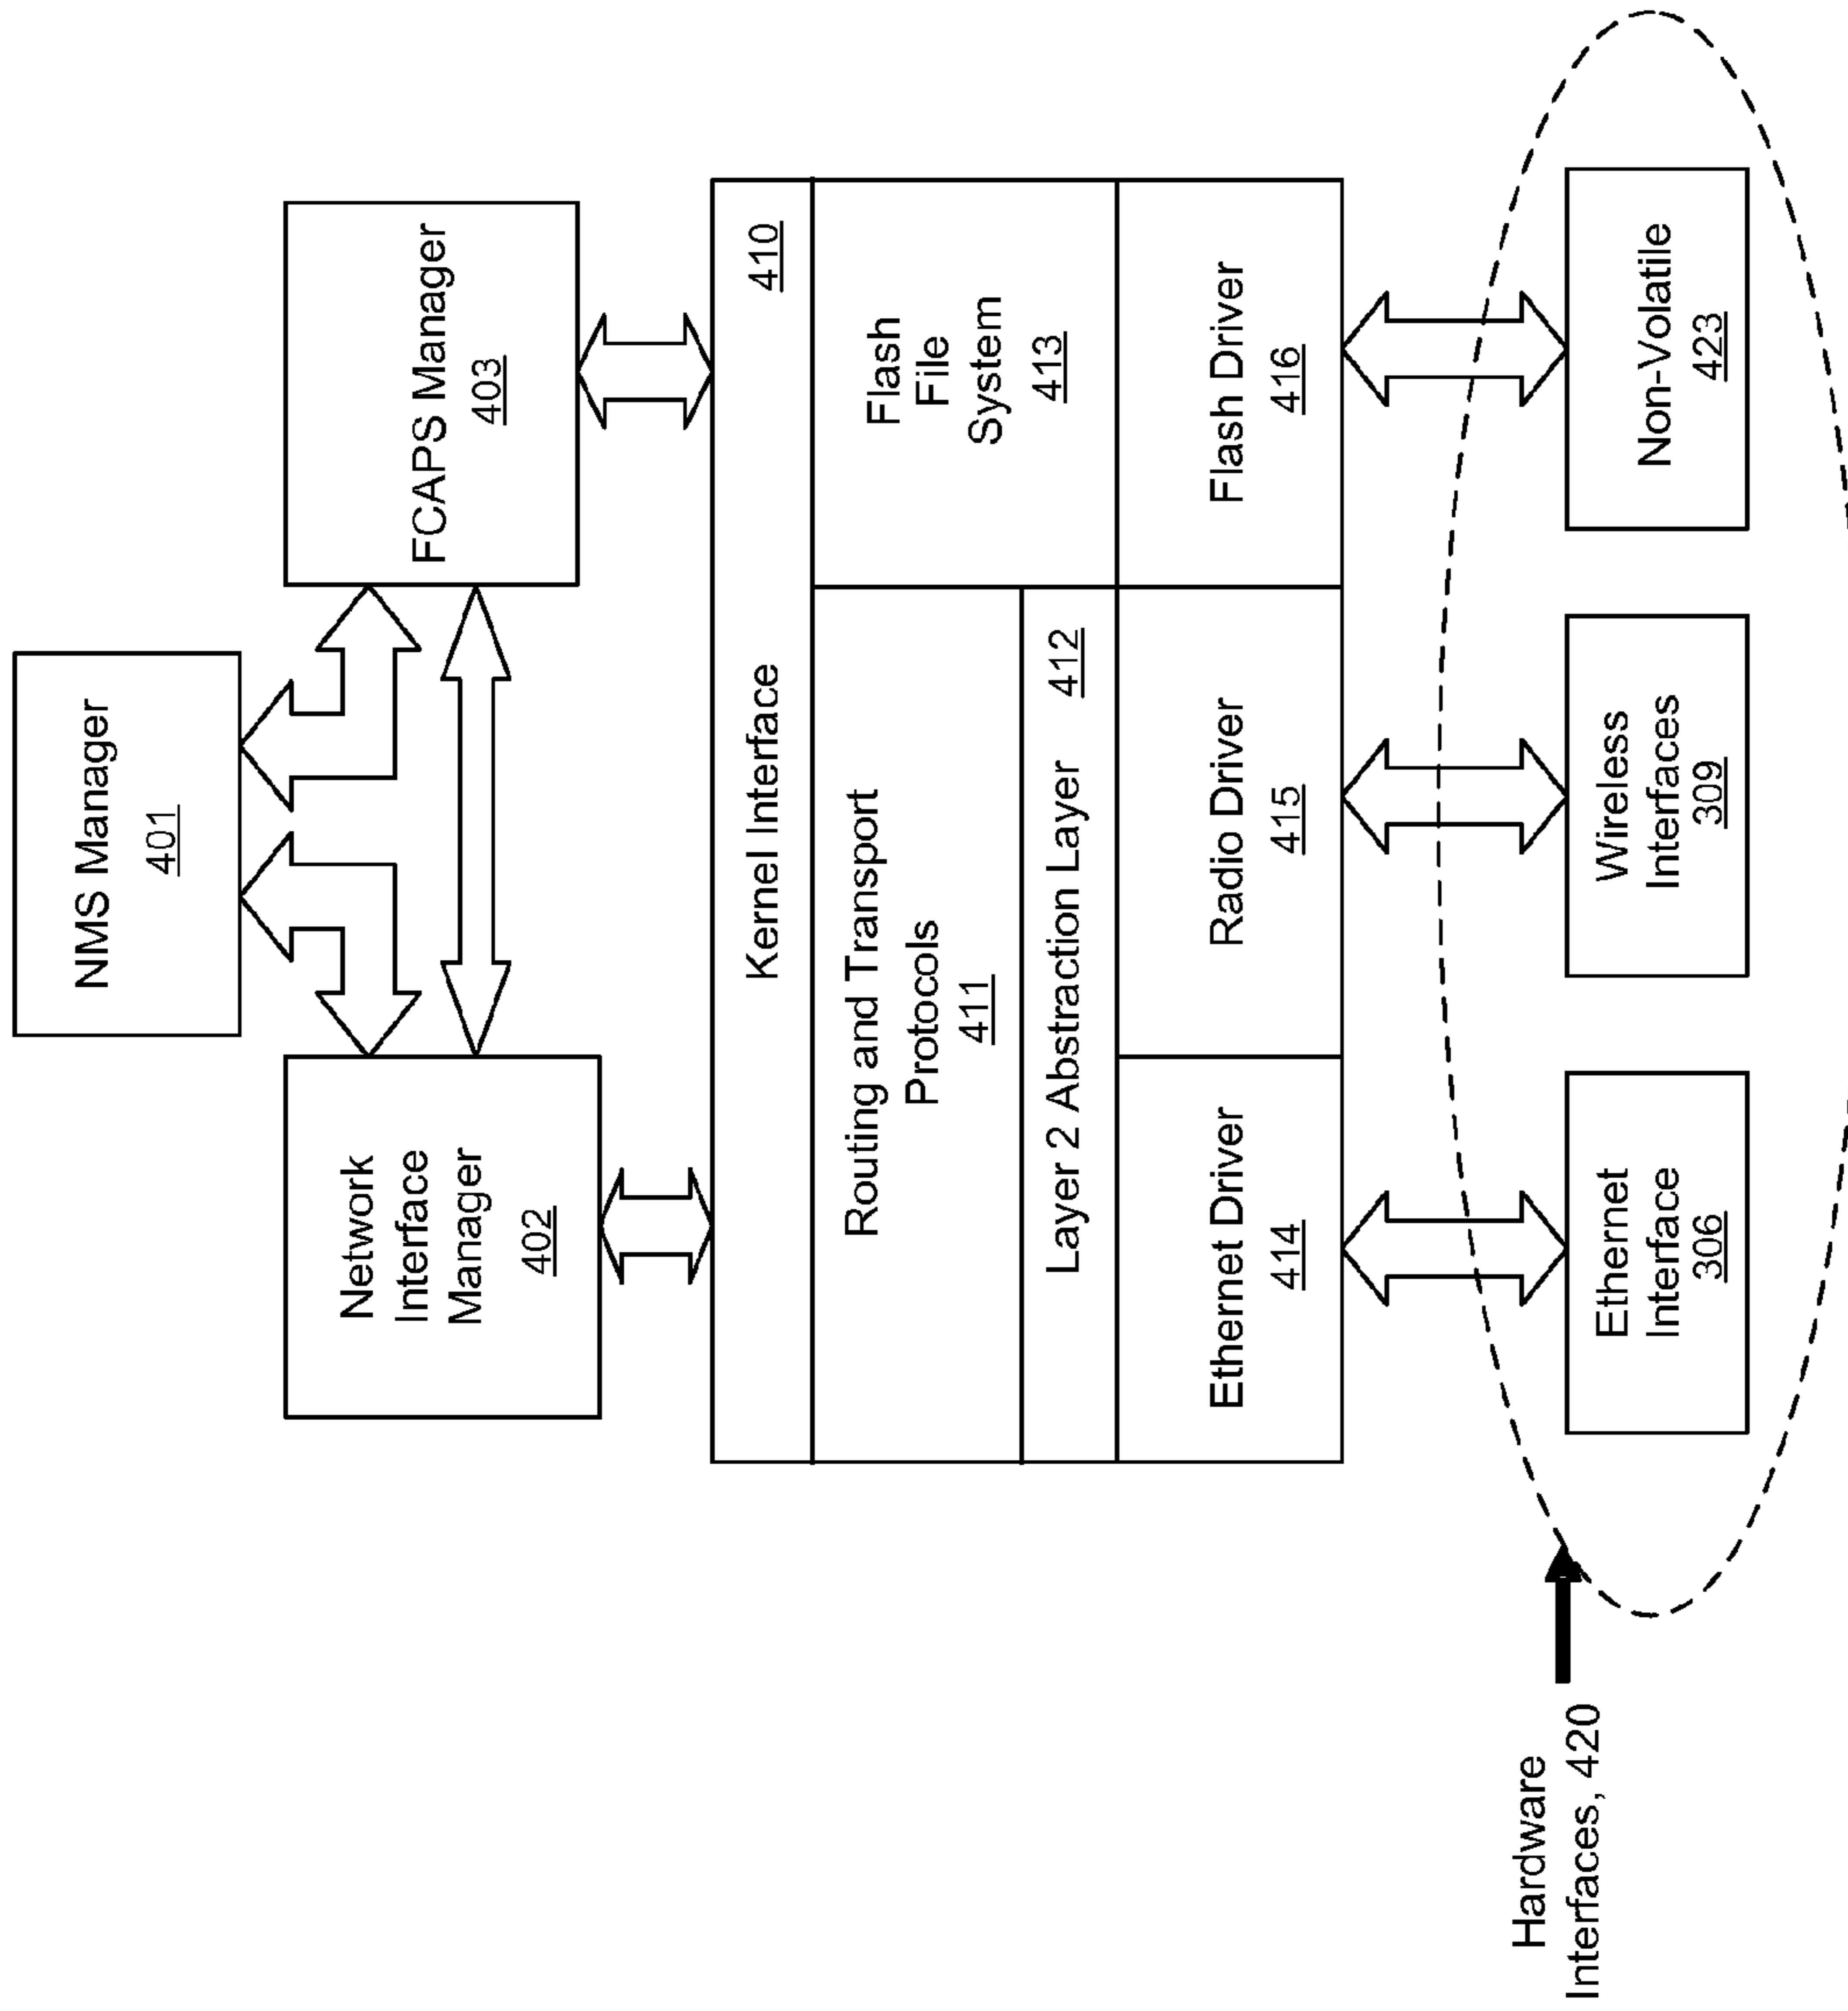 NMS Manager
401
Network
Interface
Manager
402
FCAPS Manager
403
Kernel Interface
410
Routing and Transport
Protocols
411
Flash
File
System
413
Layer 2 Abstraction Layer
412
Ethernet Driver
414
Radio Driver
415
Flash Driver
416
Hardware
Interfaces, 420
Ethernet
Interface
306
Wireless
Interfaces
309
Non-Volatile
423